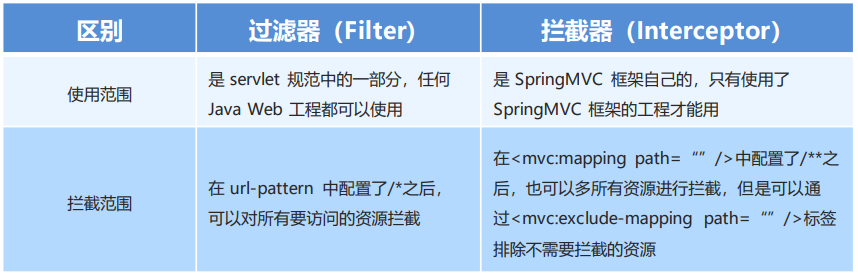 区别
过滤器（Filter）
拦截器（Interceptor）
使用范围
是 servlet 规范中的一部分，任何
Java Web 工程都可以使用
是 SpringMVC 框架自己的，只有使用了
SpringMVC 框架的工程才能用
拦截范围
在 url-pattern 中配置了/*之后，
可以对所有要访问的资源拦截
在<mvc:mapping path=“”/>中配置了/**之
后，也可以多所有资源进行拦截，但是可以通
过<mvc:exclude-mapping path=“”/>标签
排除不需要拦截的资源